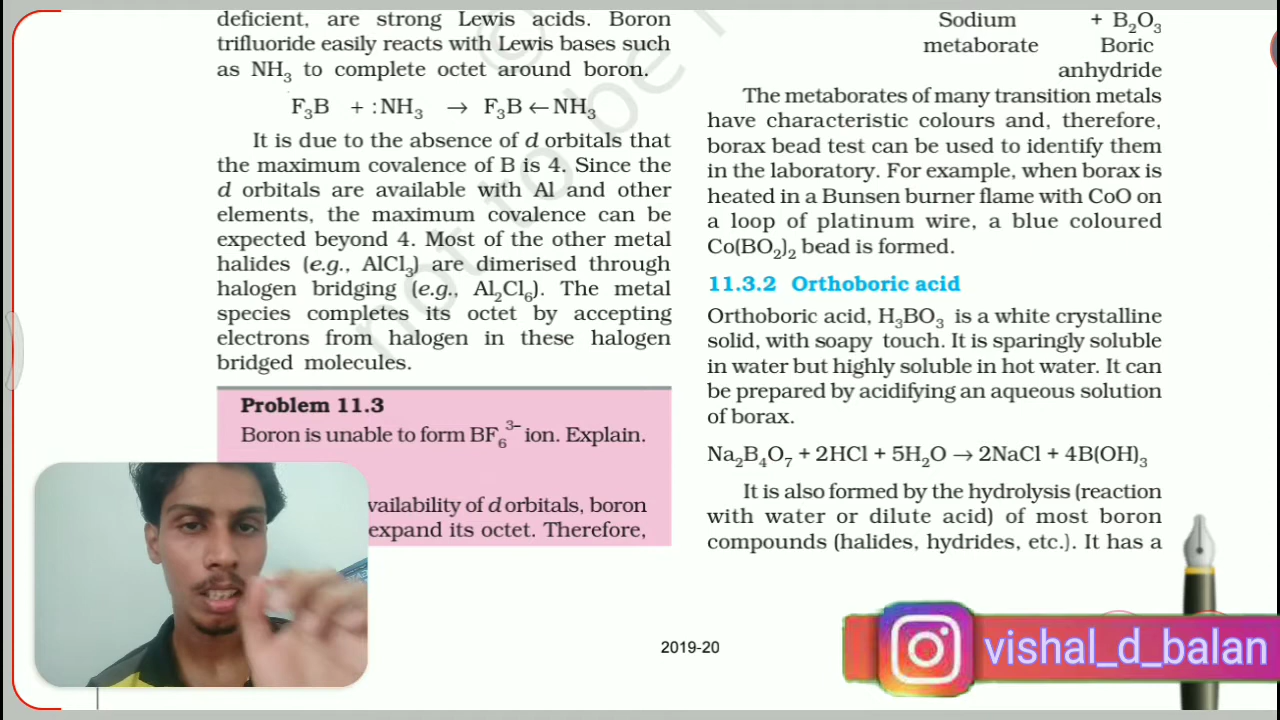 deficient, are strong Lewis acids. Boron
trifluoride easily reacts with Lewis bases such
as NH₃ to complete octet around boron.
F₃B + :NH₃ → F₃B ← NH₃
It is due to the absence of d orbitals that
the maximum covalence of B is 4. Since the
d orbitals are available with Al and other
elements, the maximum covalence can be
expected beyond 4. Most of the other metal
halides (e.g., AlCl₃) are dimerised through
halogen bridging (e.g., Al₂Cl₆). The metal
species completes its octet by accepting
electrons from halogen in these halogen
bridged molecules.
Problem 11.3
Boron is unable to form BF₆³⁻ ion. Explain.
vailability of d orbitals, boron
expand its octet. Therefore,
Sodium + B₂O₃
metaborate Boric
anhydride
The metaborates of many transition metals
have characteristic colours and, therefore,
borax bead test can be used to identify them
in the laboratory. For example, when borax is
heated in a Bunsen burner flame with CoO on
a loop of platinum wire, a blue coloured
Co(BO₂)₂ bead is formed.
11.3.2 Orthoboric acid
Orthoboric acid, H₃BO₃ is a white crystalline
solid, with soapy touch. It is sparingly soluble
in water but highly soluble in hot water. It can
be prepared by acidifying an aqueous solution
of borax.
Na₂B₄O₇ + 2HCl + 5H₂O → 2NaCl + 4B(OH)₃
It is also formed by the hydrolysis (reaction
with water or dilute acid) of most boron
compounds (halides, hydrides, etc.). It has a
2019-20
vishal_d_balan
© not to be r